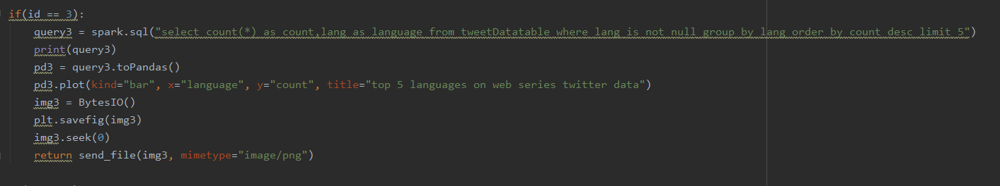 if(id == 3):
query3 = spark.sql("select count(*) as count,lang as language from tweetDatatable where lang is not null group by lang order by count desc limit 5")
print(query3)
pd3 = query3.toPandas()
pd3.plot(kind="bar", x="language", y="count", title="top 5 languages on web series twitter data")
img3 = BytesIO()
plt.savefig(img3)
img3.seek(0)
return send_file(img3, mimetype="image/png")